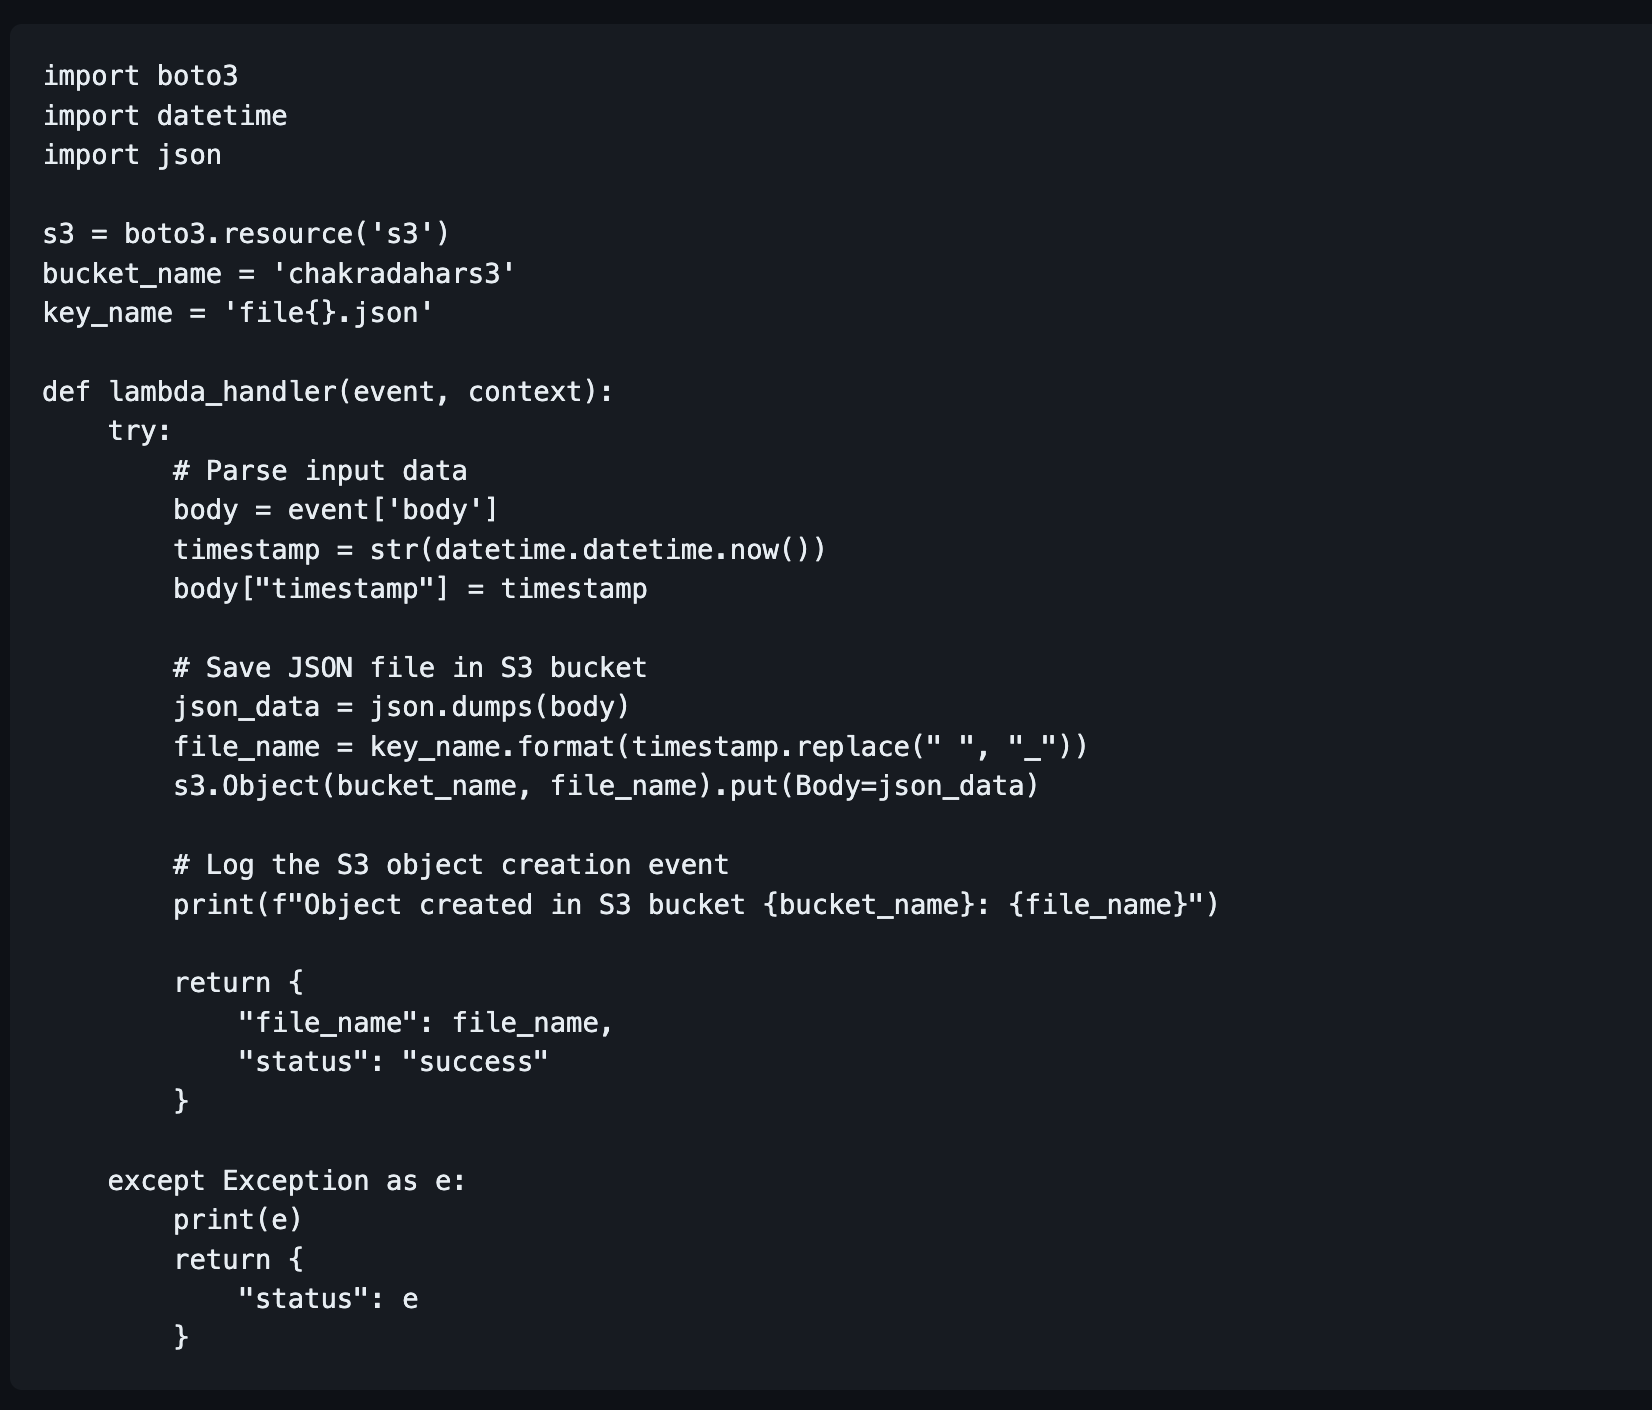 import boto3
import datetime
import json

s3 = boto3.resource('s3')
bucket_name = 'chakradahars3'
key_name = 'file{}.json'

def lambda_handler(event, context):
    try:
        # Parse input data
        body = event['body']
        timestamp = str(datetime.datetime.now())
        body["timestamp"] = timestamp

        # Save JSON file in S3 bucket
        json_data = json.dumps(body)
        file_name = key_name.format(timestamp.replace(" ", "_"))
        s3.Object(bucket_name, file_name).put(Body=json_data)

        # Log the S3 object creation event
        print(f"Object created in S3 bucket {bucket_name}: {file_name}")

        return {
            "file_name": file_name,
            "status": "success"
        }

    except Exception as e:
        print(e)
        return {
            "status": e
        }